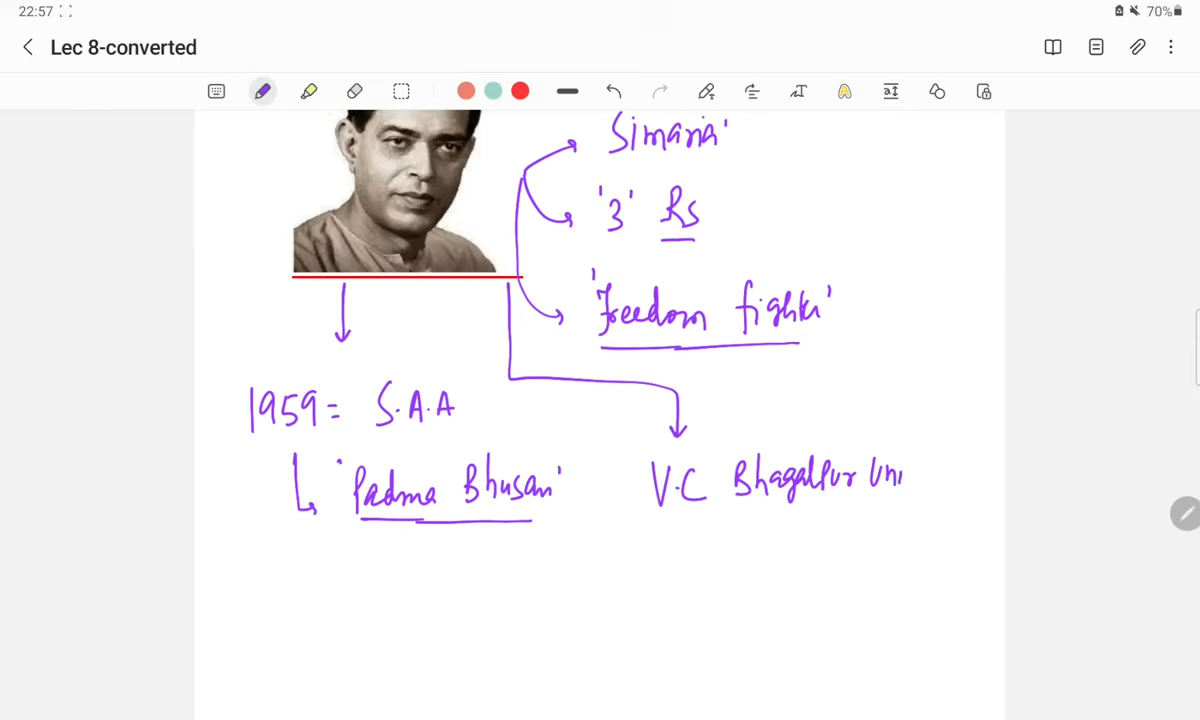 22:57
70%
Lec 8-converted
Simaria'
'3' Rs
'Freedom fighter'
1959 = S.A.A
'Padma Bhusan'
V.C Bhagalpur Uni